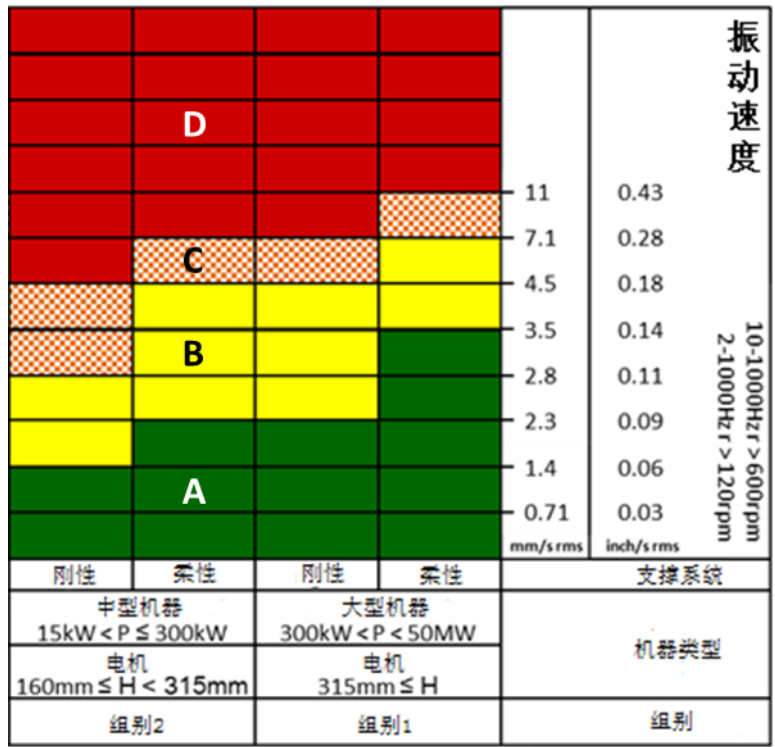 振动速度
D
11 0.43
C
7.1 0.28
4.5 0.18
B
3.5 0.14
2.8 0.11
2.3 0.09
A
1.4 0.06
0.71 0.03
mm/s rms inch/s rms
10-1000Hz r>600rpm
2-1000Hz r>120rpm
刚性 柔性 刚性 柔性 支撑系统
中型机器 大型机器
15kW<P≦300kW 300kW<P<50MW
机器类型
电机 电机
160mm≦H<315mm 315mm≦H
组别2 组别1 组别